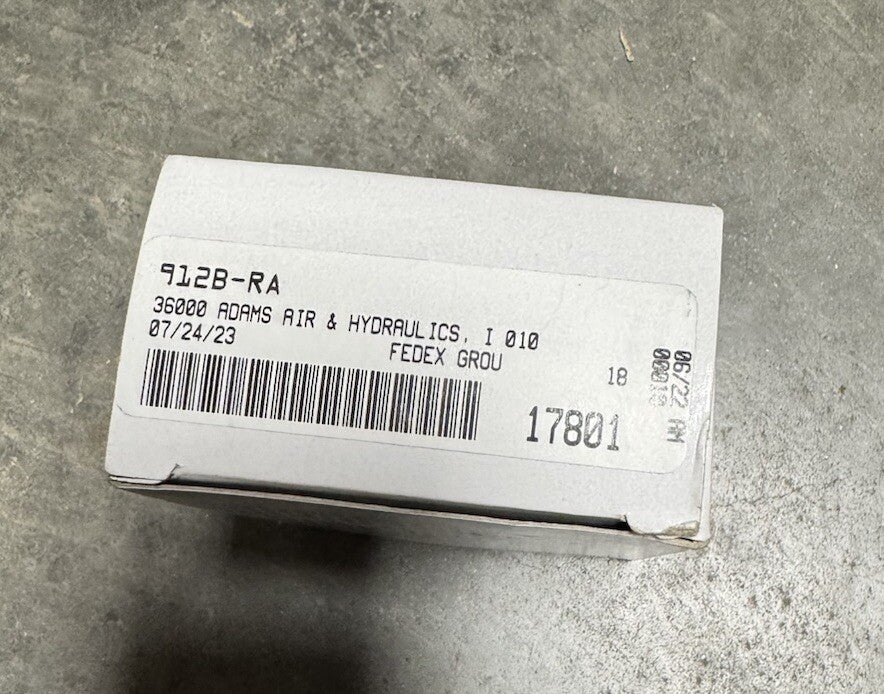 912B-RA
36000 ADAMS AIR & HYDRAULICS, I 010
07/24/23
FEDEX GROU
18
17801
06/22 AM